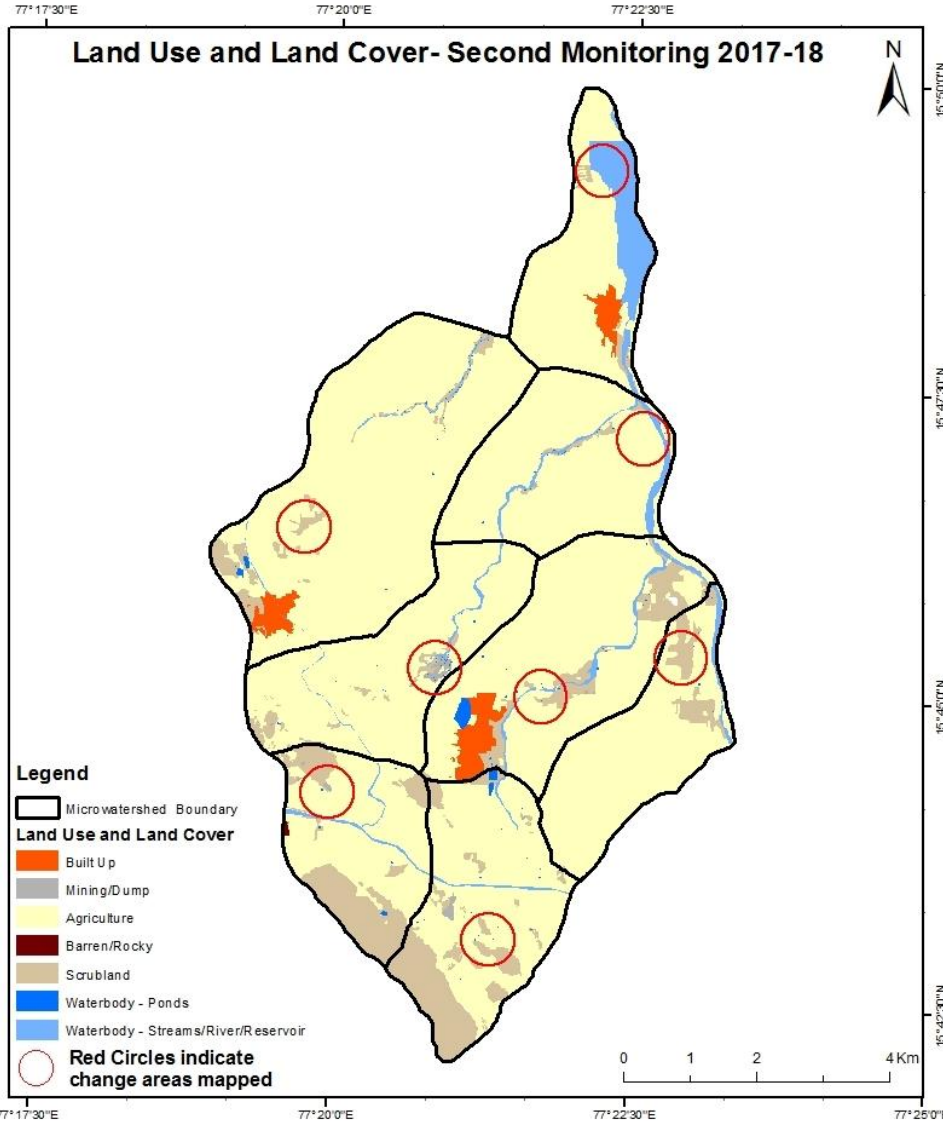 77°17'30"E 77°20'0"E 77°22'30"E
Land Use and Land Cover- Second Monitoring 2017-18
N
15°50'0"N
15°47'30"N
15°45'0"N
15°42'30"N
Legend
Microwatershed Boundary
Land Use and Land Cover
Built Up
Mining/Dump
Agriculture
Barren/Rocky
Scrubland
Waterbody - Ponds
Waterbody - Streams/River/Reservoir
Red Circles indicate
change areas mapped
0 1 2 4 Km
77°17'30"E 77°20'0"E 77°22'30"E 77°25'0"E